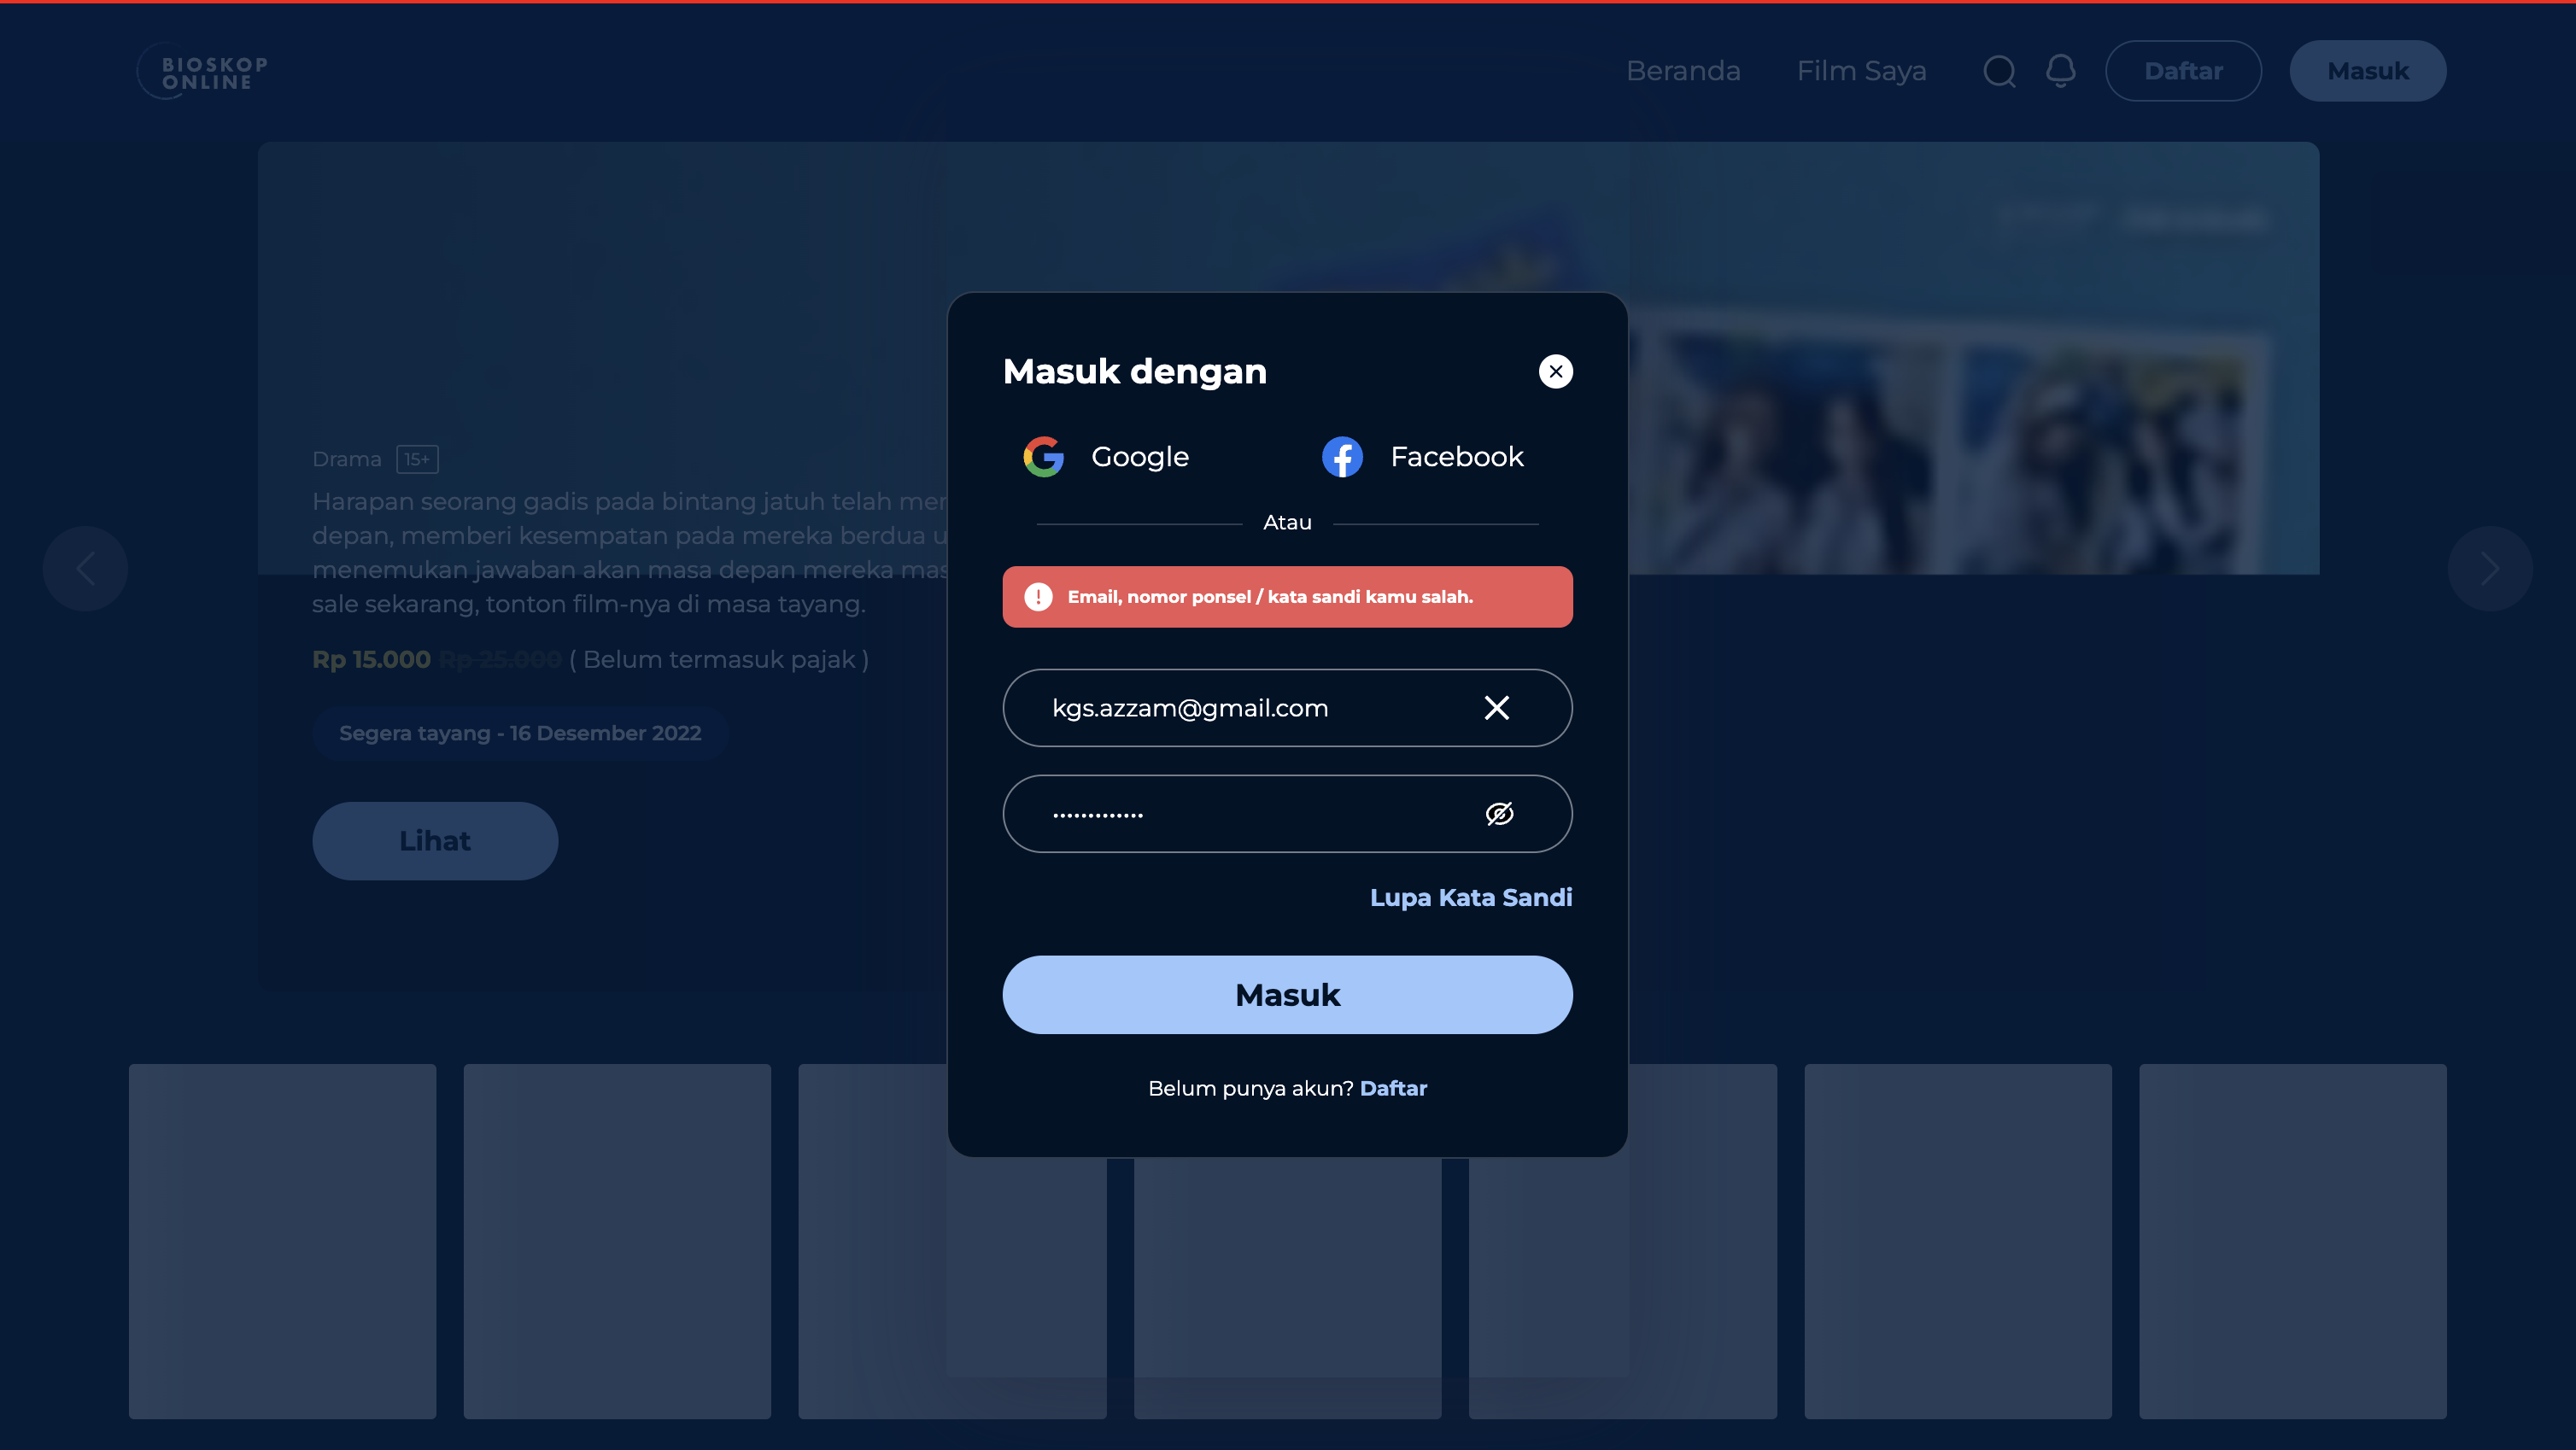 BIOSKOP
ONLINE
Beranda
Film Saya
Daftar
Masuk
Drama 15+
Harapan seorang gadis pada bintang jatuh telah
depan, memberi kesempatan pada mereka berdua
menemukan jawaban akan masa depan mereka
sale sekarang, tonton film-nya di masa tayang.
Rp 15.000 Rp 25.000 ( Belum termasuk pajak )
Segera tayang - 16 Desember 2022
Lihat
Masuk dengan
Google
Facebook
Atau
Email, nomor ponsel / kata sandi kamu salah.
kgs.azzam@gmail.com
Lupa Kata Sandi
Masuk
Belum punya akun? Daftar